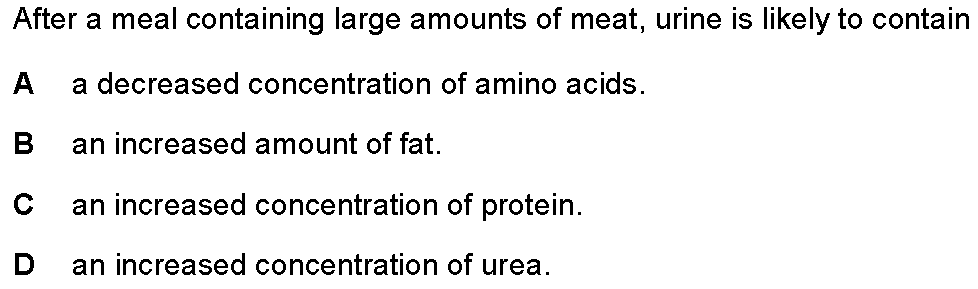 After a meal containing large amounts of meat, urine is likely to contain
A a decreased concentration of amino acids.
B an increased amount of fat.
C an increased concentration of protein.
D an increased concentration of urea.